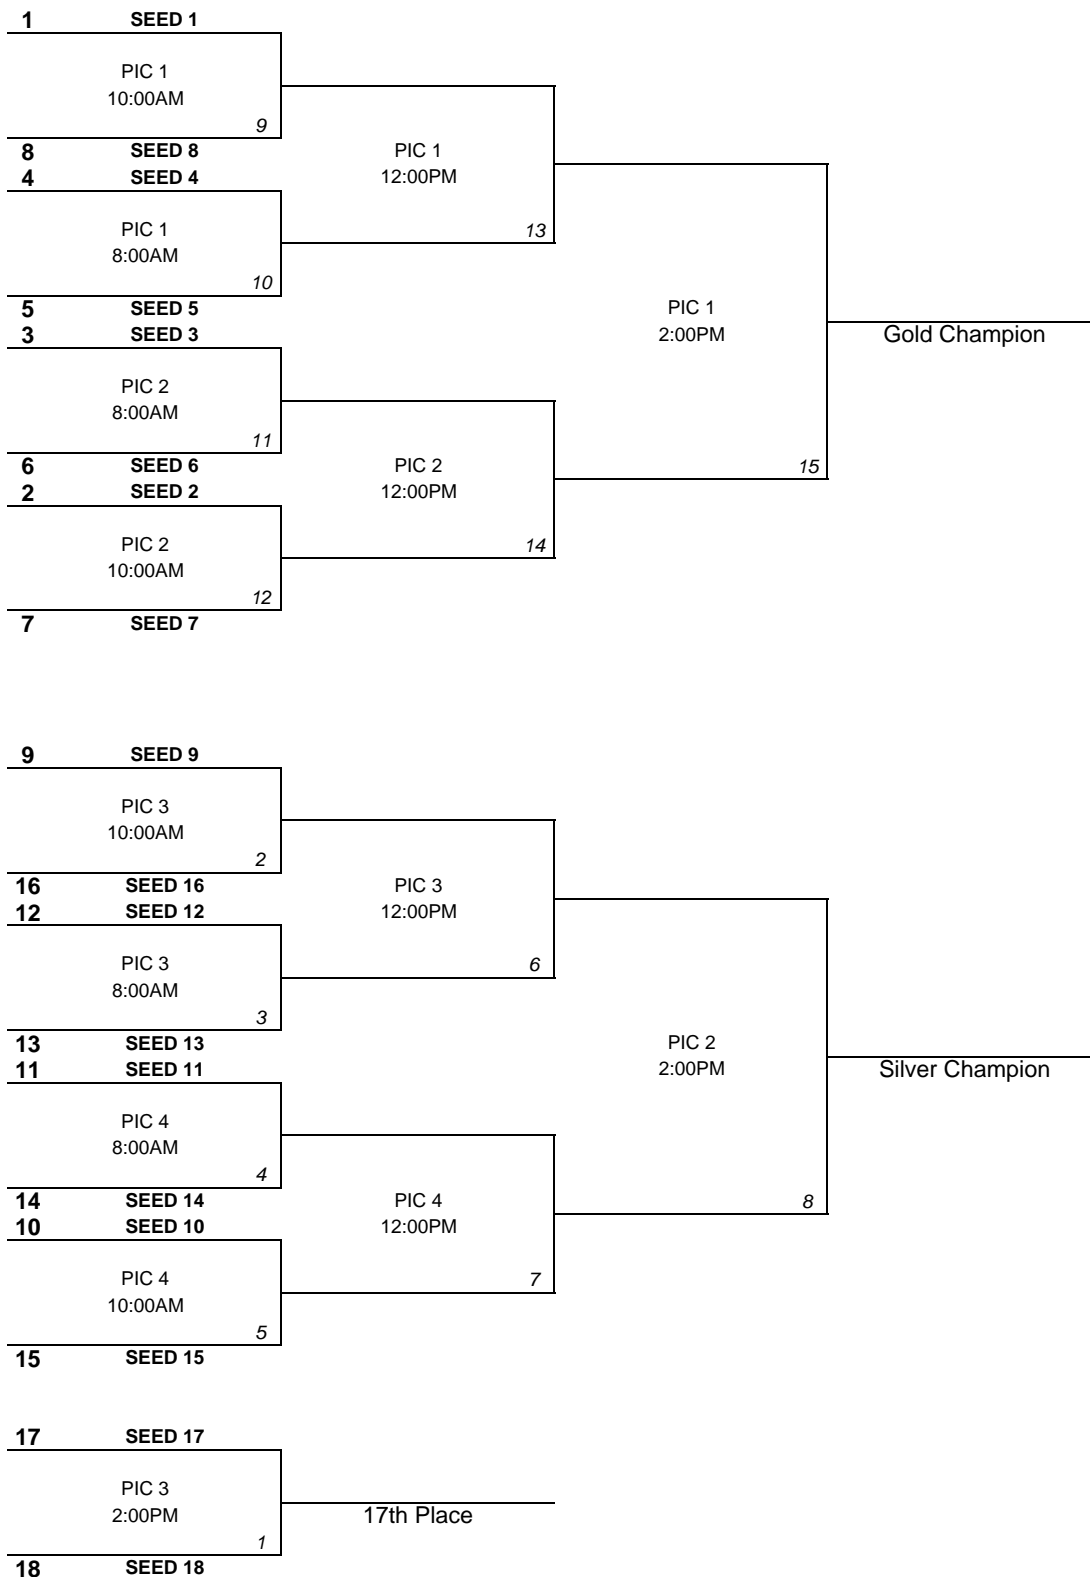 1 SEED 1
PIC 1
10:00AM
9
8 SEED 8
PIC 1
4 SEED 4
12:00PM
PIC 1
13
8:00AM
10
5 SEED 5
PIC 1
3 SEED 3
2:00PM
Gold Champion
PIC 2
8:00AM
11
6 SEED 6
PIC 2
15
2 SEED 2
12:00PM
PIC 2
14
10:00AM
12
7 SEED 7
9 SEED 9
PIC 3
10:00AM
2
16 SEED 16
PIC 3
12 SEED 12
12:00PM
PIC 3
6
8:00AM
3
13 SEED 13
PIC 2
11 SEED 11
2:00PM
Silver Champion
PIC 4
8:00AM
4
14 SEED 14
PIC 4
8
10 SEED 10
12:00PM
PIC 4
7
10:00AM
5
15 SEED 15
17 SEED 17
PIC 3
2:00PM
17th Place
1
18 SEED 18